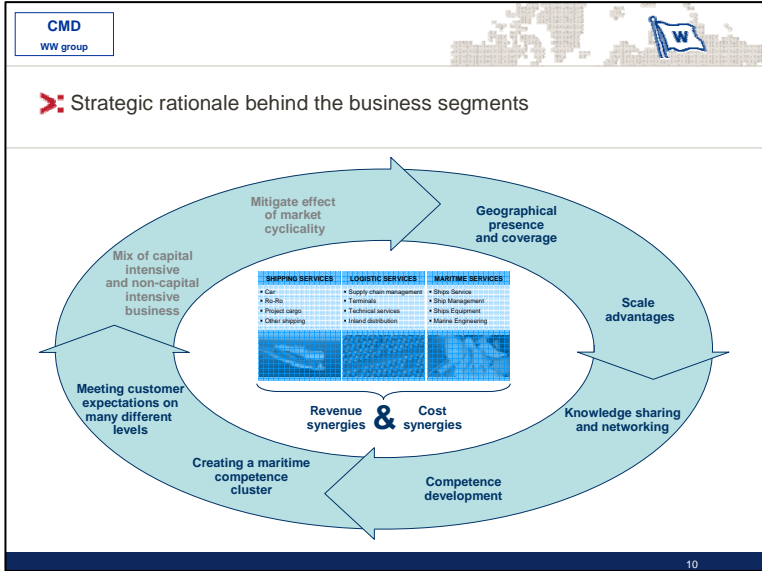 CMD
WW group
W
Strategic rationale behind the business segments
Mitigate effect
of market
cyclicality
Geographical
presence
and coverage
Mix of capital
intensive
and non-capital
intensive
business
Scale
advantages
SHIPPING SERVICES
• Car
• Ro-Ro
• Project cargo
• Other shipping
LOGISTIC SERVICES
• Supply chain management
• Terminals
• Technical services
• Inland distribution
MARITIME SERVICES
• Ships Service
• Ship Management
• Ships Equipment
• Marine Engineering
Meeting customer
expectations on
many different
levels
Revenue
synergies
&
Cost
synergies
Knowledge sharing
and networking
Creating a maritime
competence
cluster
Competence
development
10